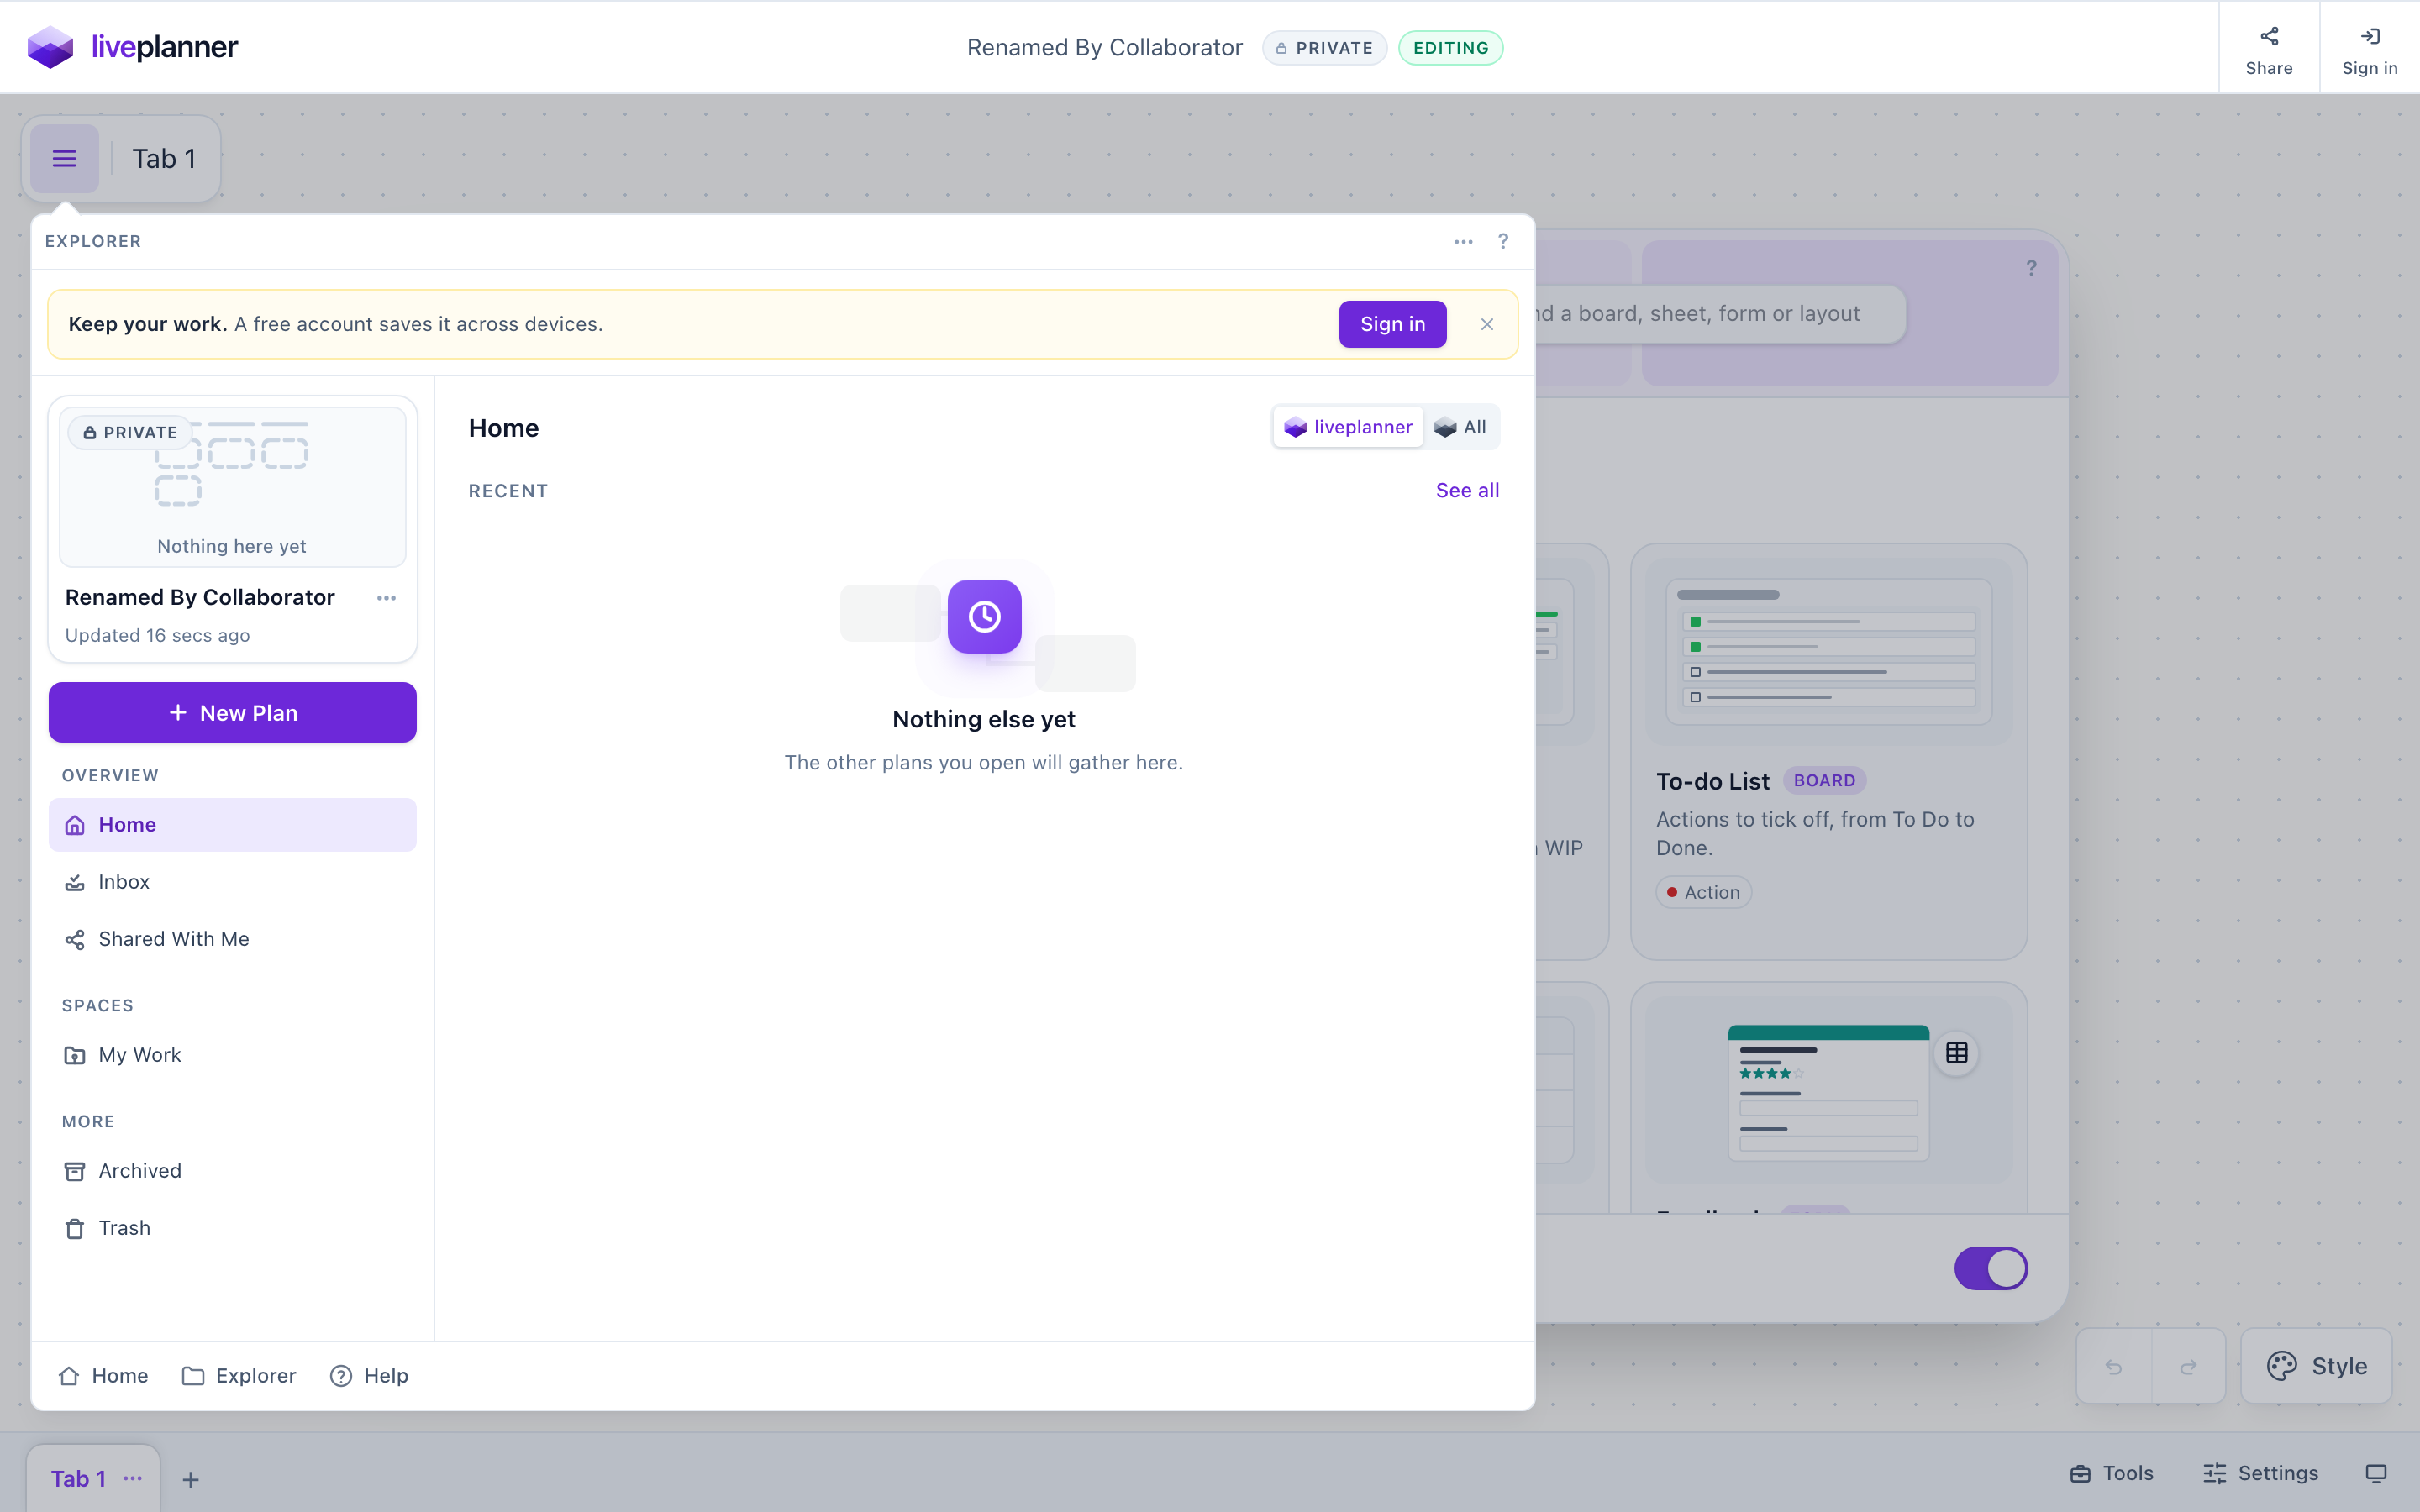 liveplanner
Renamed By Collaborator
PRIVATE
EDITING
Share
Sign in
Tab 1
EXPLORER
?
Keep your work. A free account saves it across devices.
Sign in
?
a board, sheet, form or layout
PRIVATE
Nothing here yet
Renamed By Collaborator
Updated 16 secs ago
New Plan
OVERVIEW
Home
Inbox
Shared With Me
SPACES
My Work
MORE
Archived
Trash
Home
liveplanner
All
RECENT
See all
Nothing else yet
The other plans you open will gather here.
WIP
To-do List
BOARD
Actions to tick off, from To Do to
Done.
Action
Home
Explorer
Help
Style
Tab 1
Tools
Settings